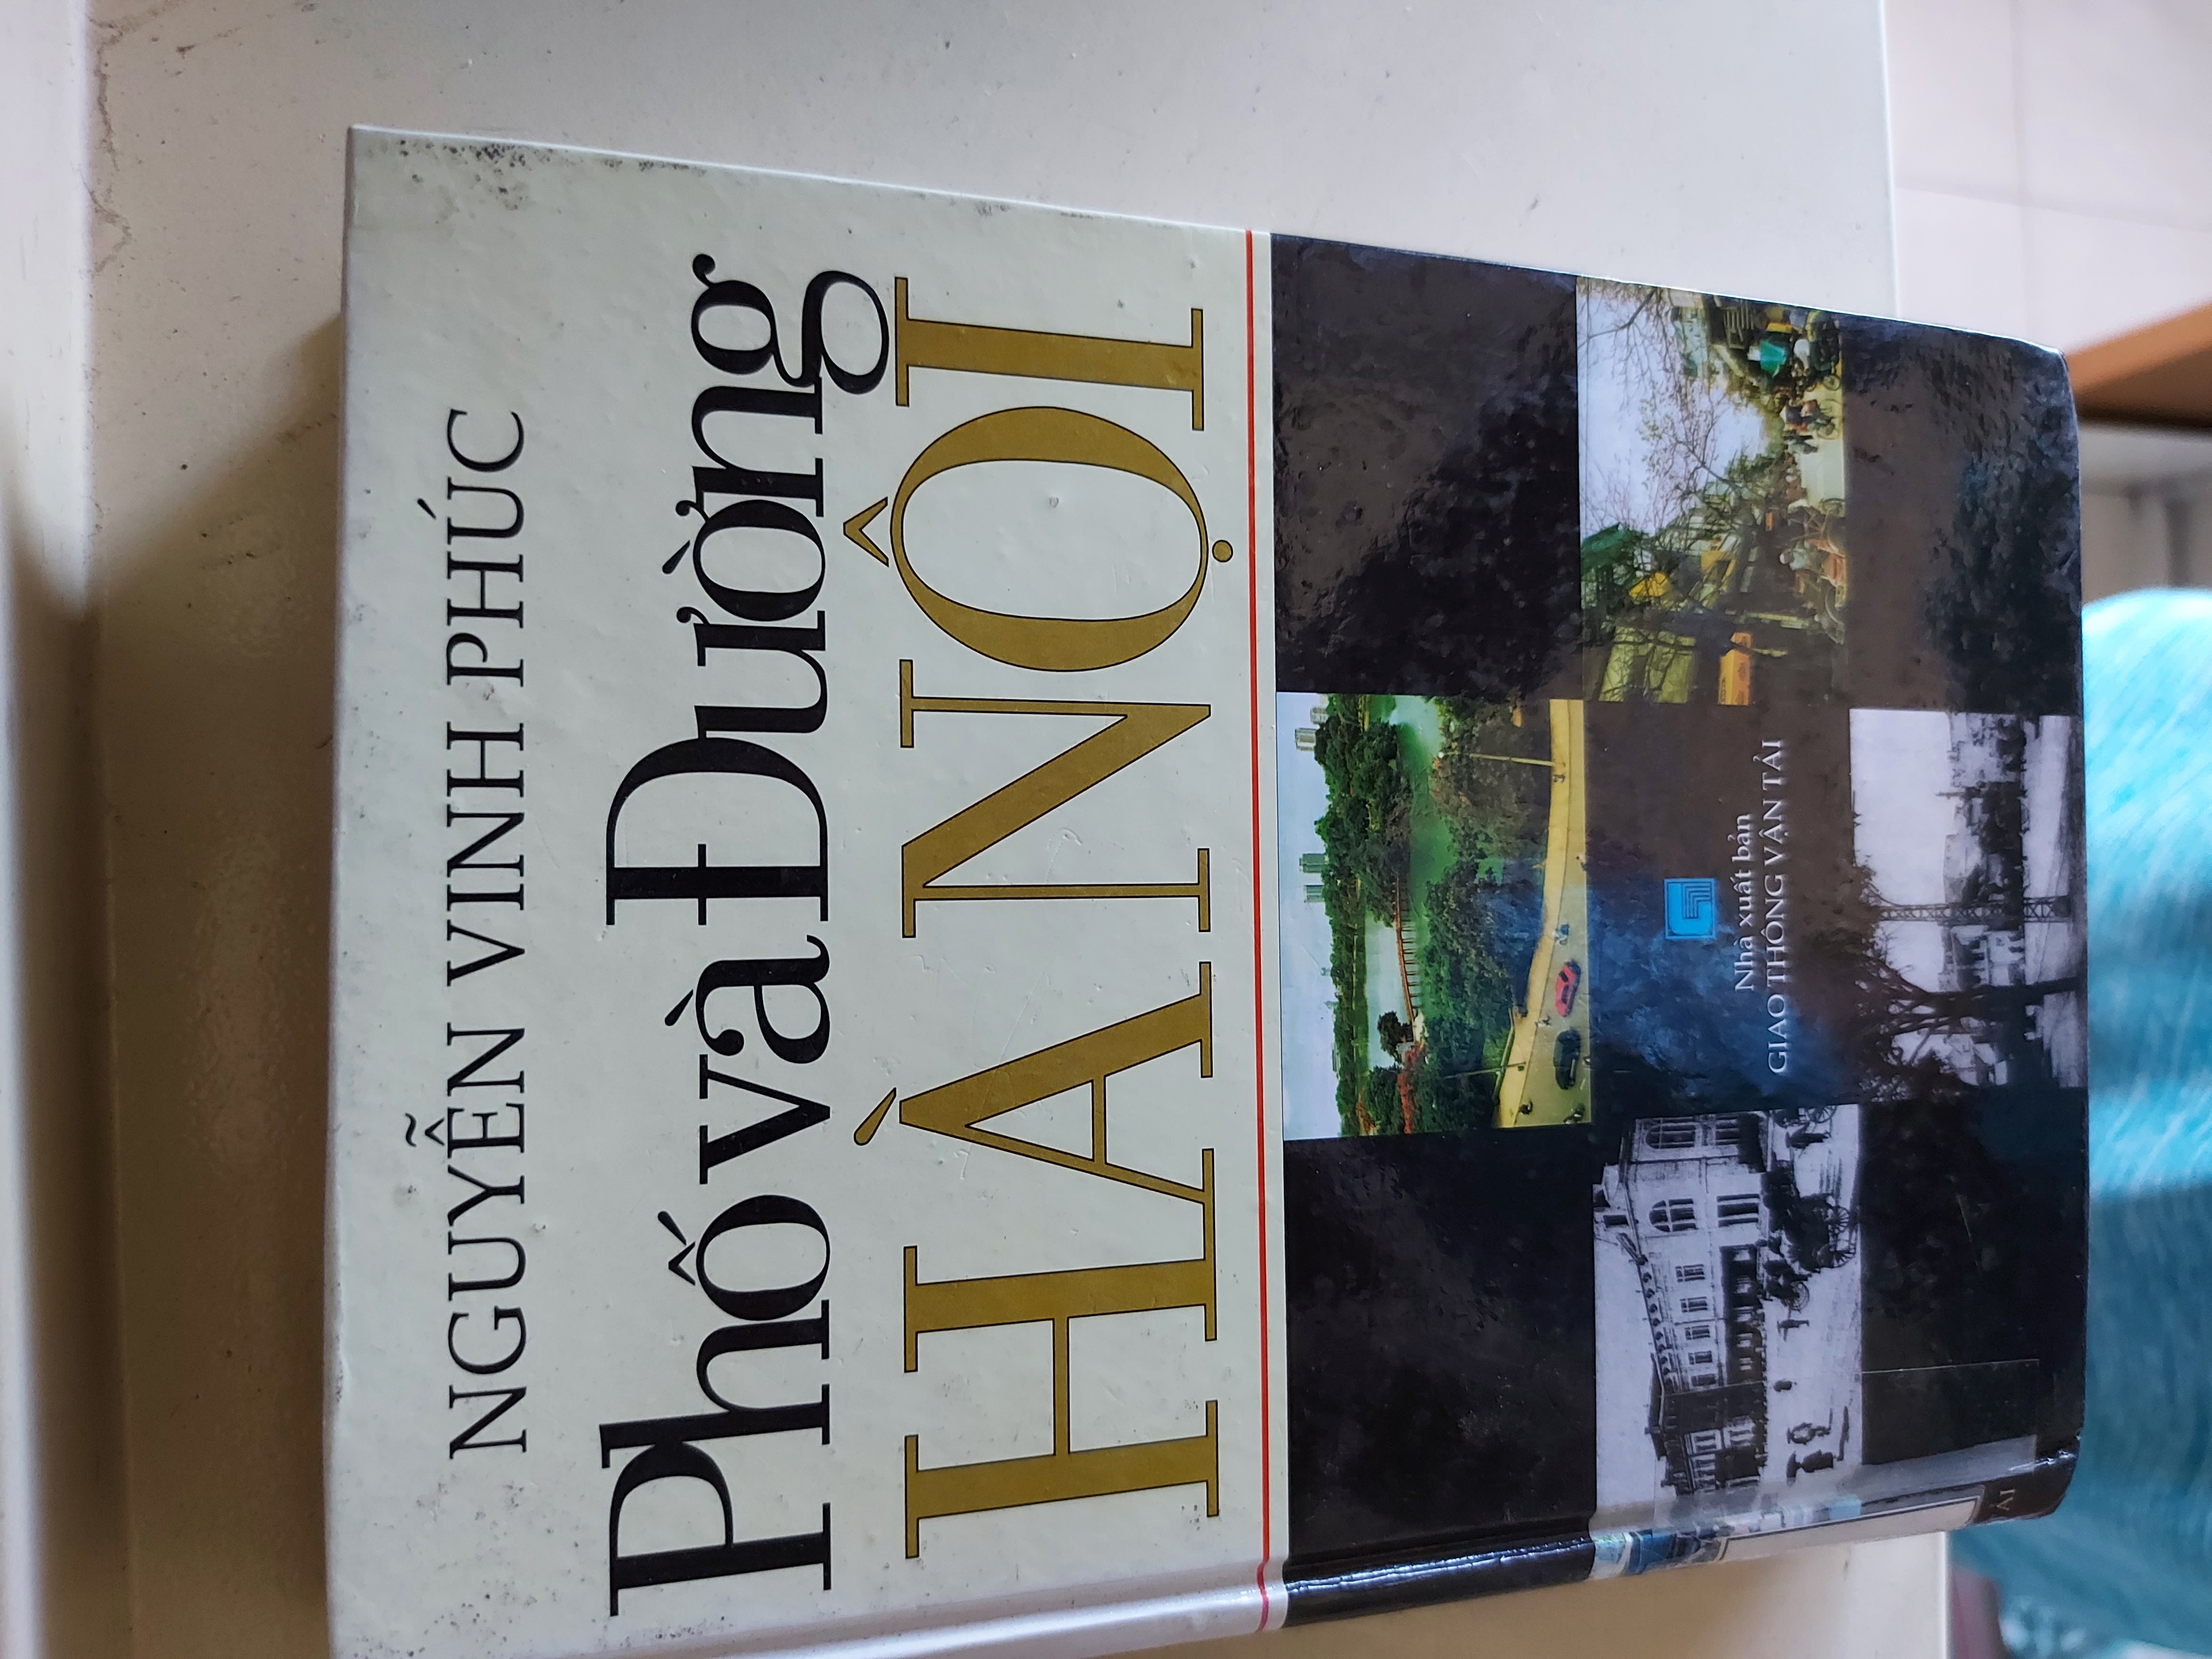 NGUYỄN VINH PHÚC
Phố và Đường
HÀ NỘI
Nhà xuất bản
GIAO THÔNG VẬN TẢI
ẢI